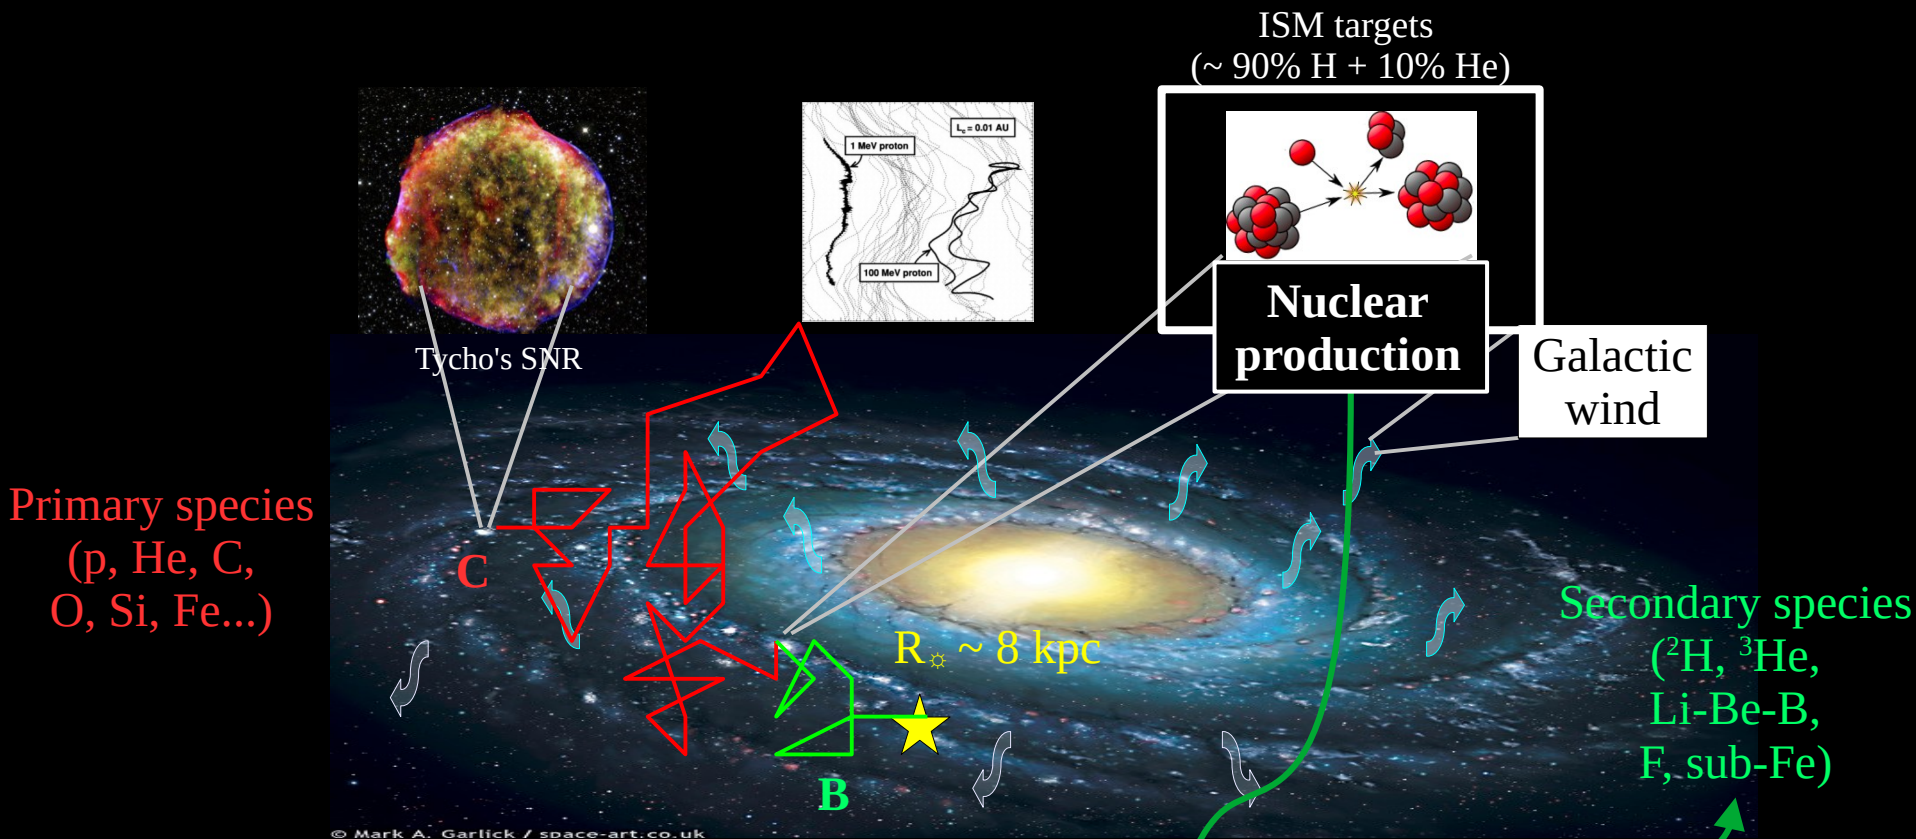 ISM targets
(~ 90% H + 10% He)
L_c = 0.01 AU
1 MeV proton
100 MeV proton
Nuclear
production
Tycho's SNR
Galactic
wind
Primary species
(p, He, C,
O, Si, Fe...)
C
R☼ ~ 8 kpc
Secondary species
(²H, ³He,
Li-Be-B,
F, sub-Fe)
B
© Mark A. Garlick / space-art.co.uk